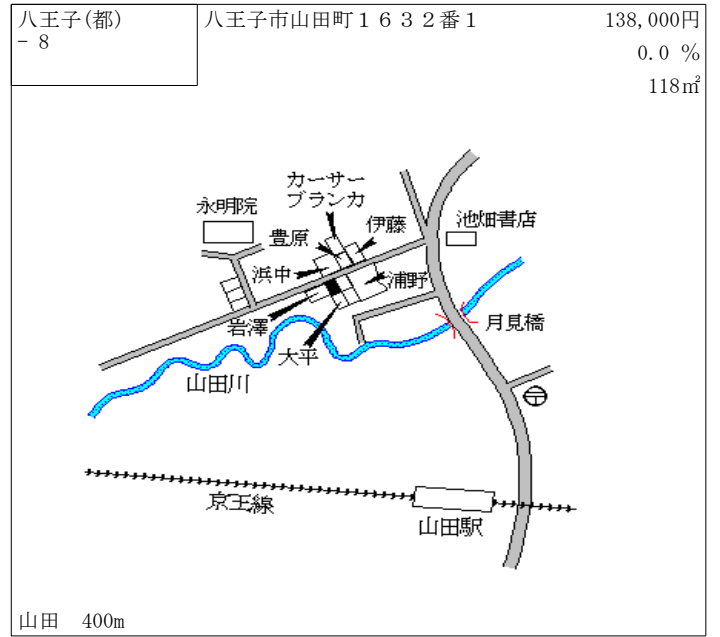 八王子(都)
- 8
八王子市山田町１６３２番１
138,000円
0.0 %
118㎡
カーサー
ブランカ
永明院
伊藤
池畑書店
豊原
浜中
浦野
岩澤
月見橋
大平
山田川
〒
京王線
山田駅
山田 400m